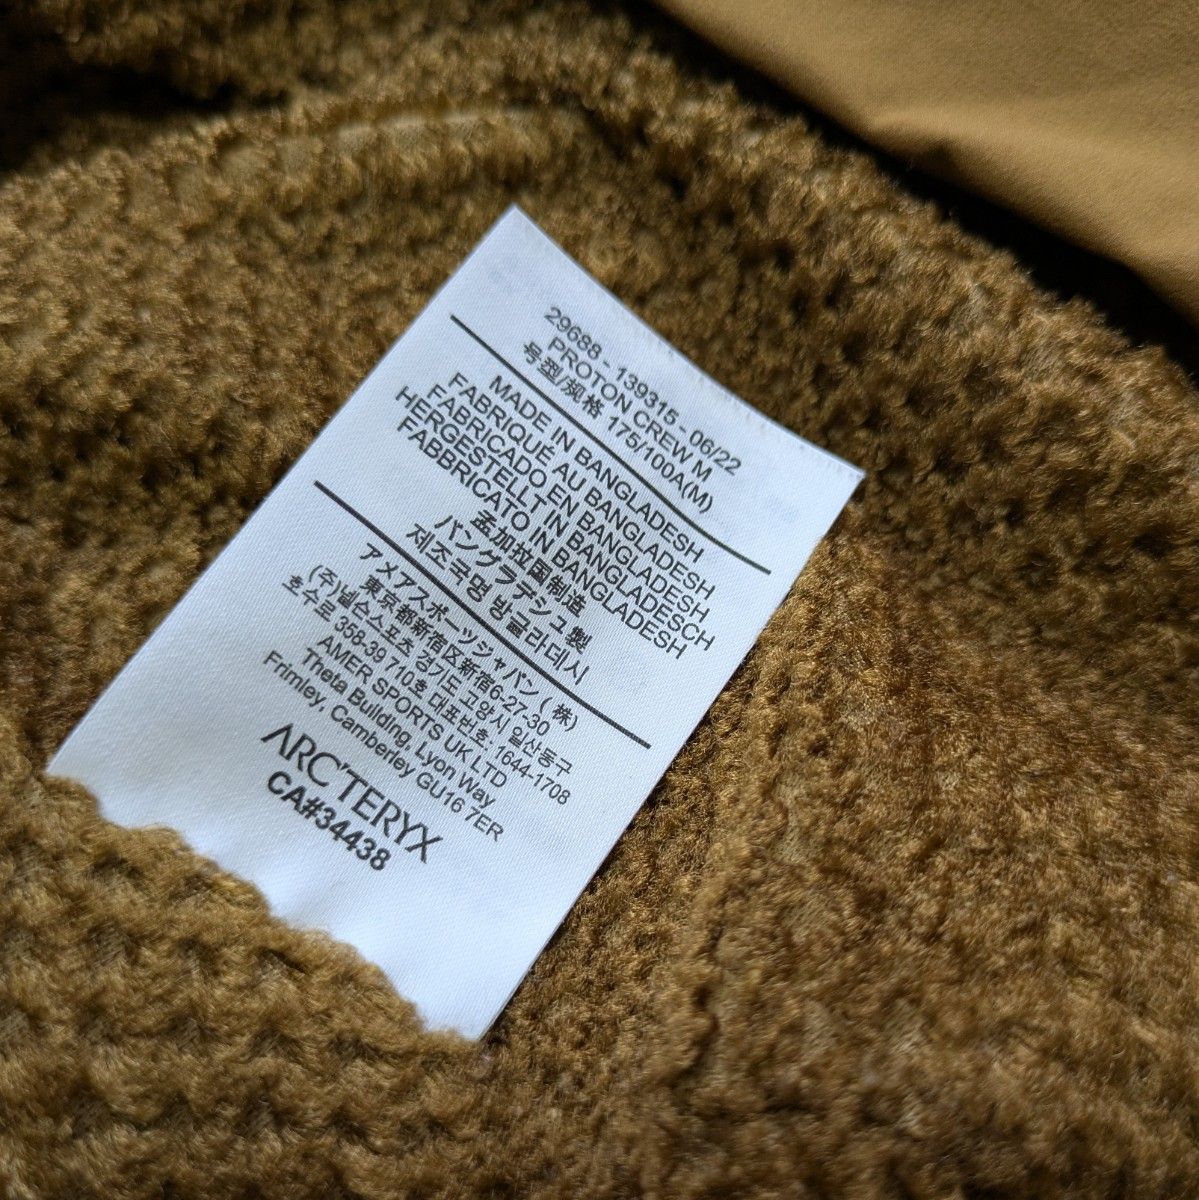 29688 - 139315 - 06/22
PROTON CREW M
号型/规格 175/100A(M)
MADE IN BANGLADESH
FABRIQUÉ AU BANGLADESH
FABRICADO EN BANGLADESH
HERGESTELLT IN BANGLADESCH
FABBRICATO IN BANGLADESH
孟加拉国制造
バングラデシュ製
제조국명 방글라데시
アメアスポーツジャパン ( 株)
東京都新宿区新宿6-27-30
(주)넬슨스포츠 경기도 고양시 일산동구
호수로 358-39 710호 대표번호: 1644-1708
AMER SPORTS UK LTD
Theta Building, Lyon Way
Frimley, Camberley GU16 7ER
ARC'TERYX
CA#34438